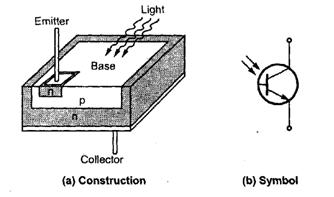 Emitter
Light
Base
n
p
n
Collector
(a) Construction
(b) Symbol